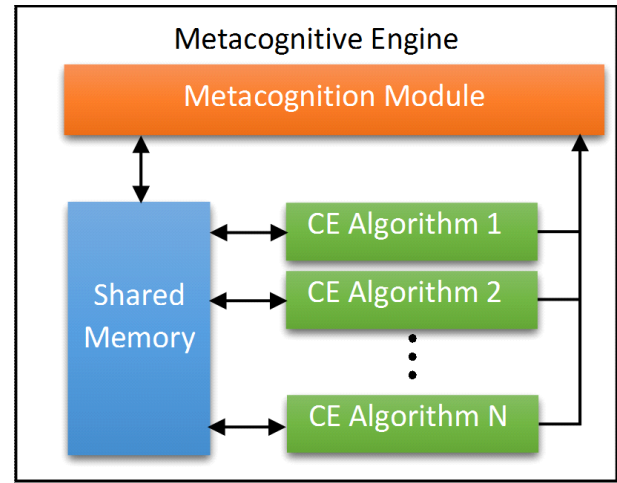 Metacognitive Engine
Metacognition Module
CE Algorithm 1
CE Algorithm 2
Shared
Memory
CE Algorithm N